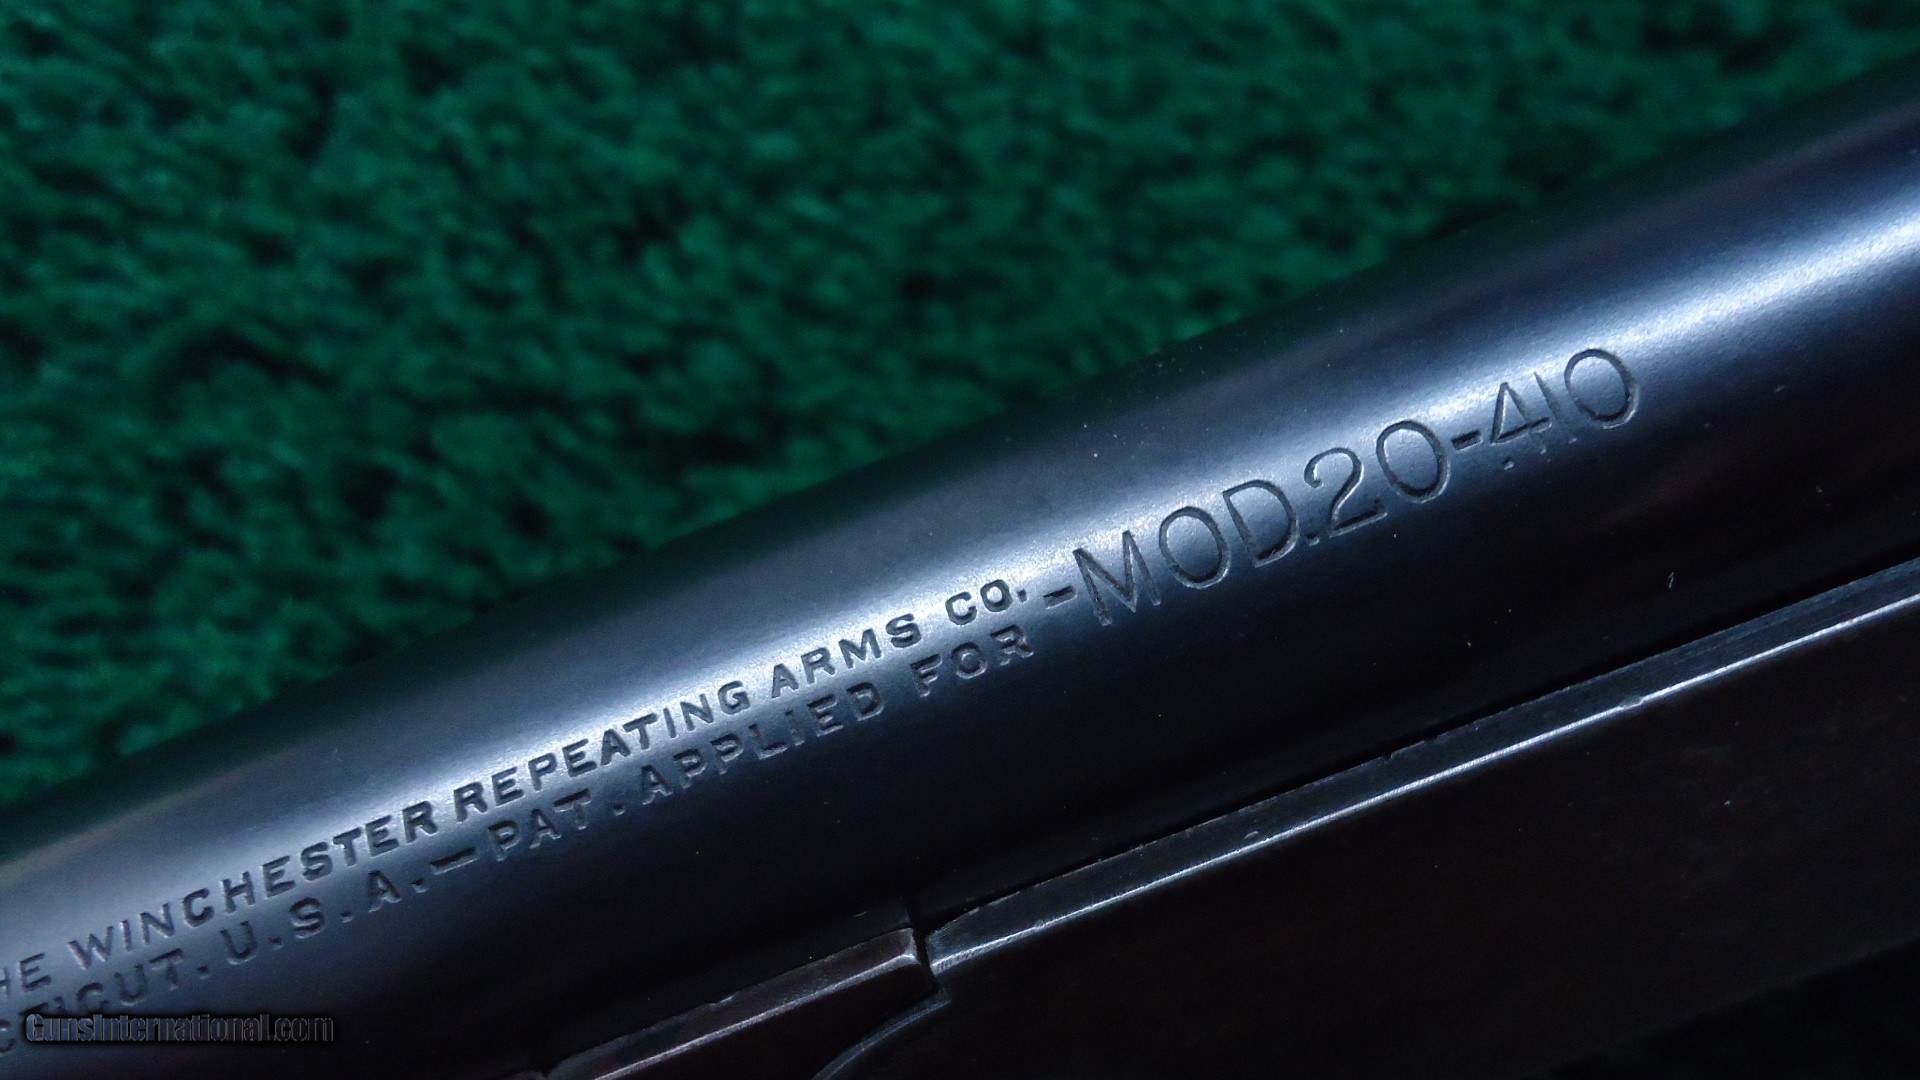 HE WINCHESTER REPEATING ARMS CO. -MOD.20-410
CTICUT. U.S.A.-PAT. APPLIED FOR
GunsInternational.com